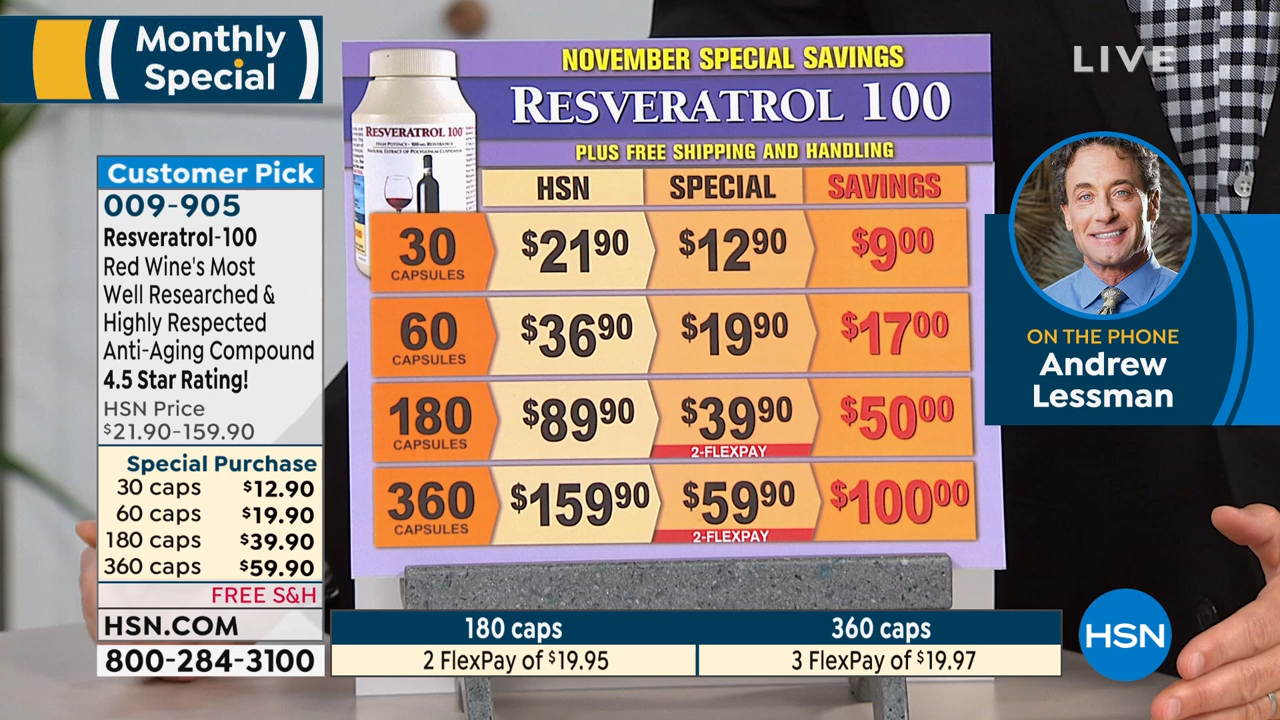 Monthly
Special
Customer Pick
009-905
Resveratrol-100
Red Wine's Most
Well Researched &
Highly Respected
Anti-Aging Compound
4.5 Star Rating!
HSN Price
$21.90-159.90
Special Purchase
30 caps $12.90
60 caps $19.90
180 caps $39.90
360 caps $59.90
FREE S&H
HSN.COM
800-284-3100
NOVEMBER SPECIAL SAVINGS
RESVERATROL 100
PLUS FREE SHIPPING AND HANDLING
HSN SPECIAL SAVINGS
30 CAPSULES $21.90 $12.90 $9.00
60 CAPSULES $36.90 $19.90 $17.00
180 CAPSULES $89.90 $39.90 $50.00
2-FLEXPAY
360 CAPSULES $159.90 $59.90 $100.00
2-FLEXPAY
RESVERATROL 100
LIVE
ON THE PHONE
Andrew
Lessman
180 caps 360 caps
2 FlexPay of $19.95 3 FlexPay of $19.97
HSN